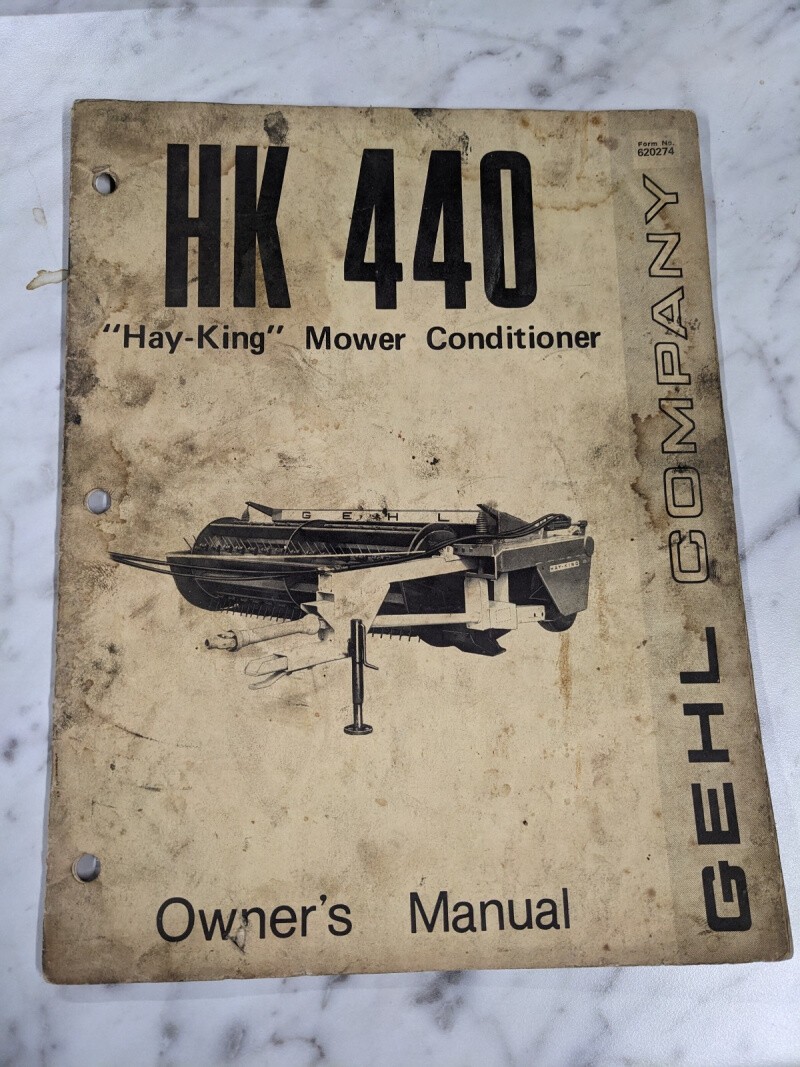 Form No.
620274
HK 440
"Hay-King" Mower Conditioner
GEHL COMPANY
GEHL
HAY-KING
Owner's Manual